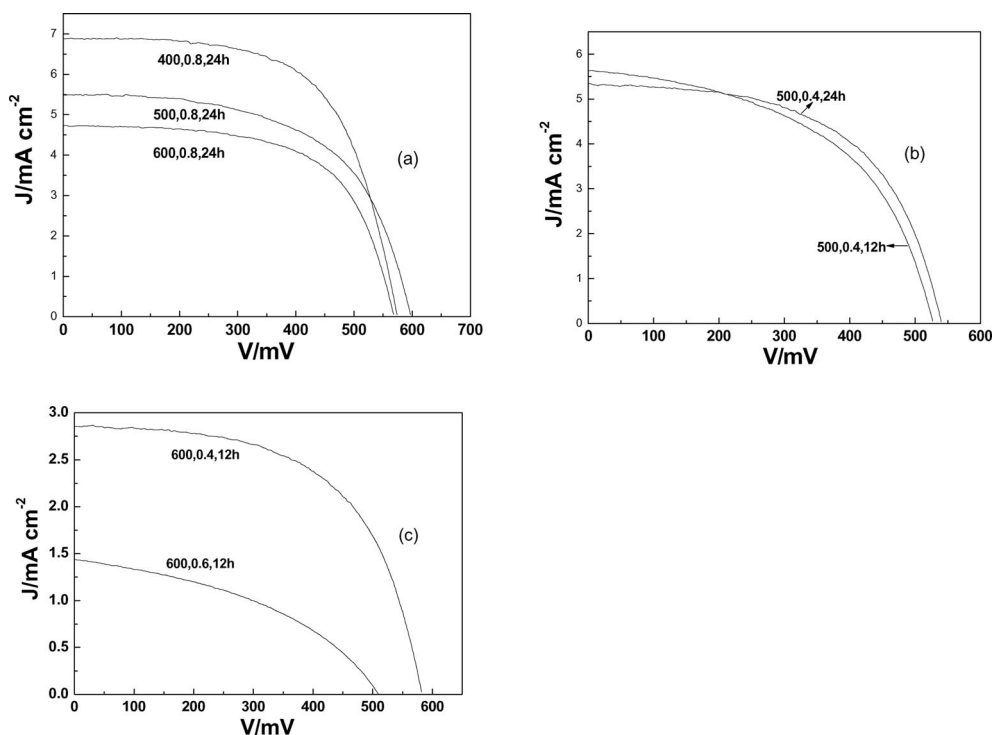 7
6
5
4
3
2
1
0
J/mA cm-2
400,0.8,24h
500,0.8,24h
600,0.8,24h
(a)
0 100 200 300 400 500 600 700
V/mV
6
5
4
3
2
1
0
J/mA cm-2
500,0.4,24h
(b)
500,0.4,12h
0 100 200 300 400 500 600
V/mV
3.0
2.5
2.0
1.5
1.0
0.5
0.0
J/mA cm-2
600,0.4,12h
(c)
600,0.6,12h
0 100 200 300 400 500 600
V/mV